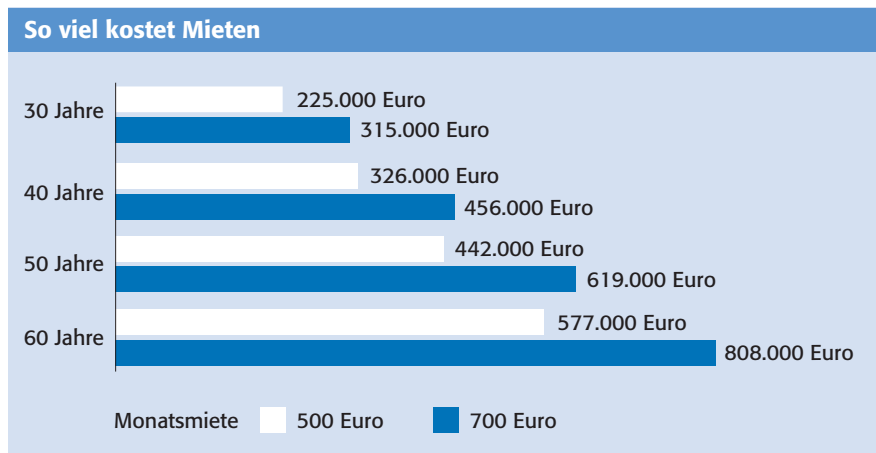 So viel kostet Mieten
30 Jahre
225.000 Euro
315.000 Euro
40 Jahre
326.000 Euro
456.000 Euro
50 Jahre
442.000 Euro
619.000 Euro
60 Jahre
577.000 Euro
808.000 Euro
Monatsmiete 500 Euro 700 Euro